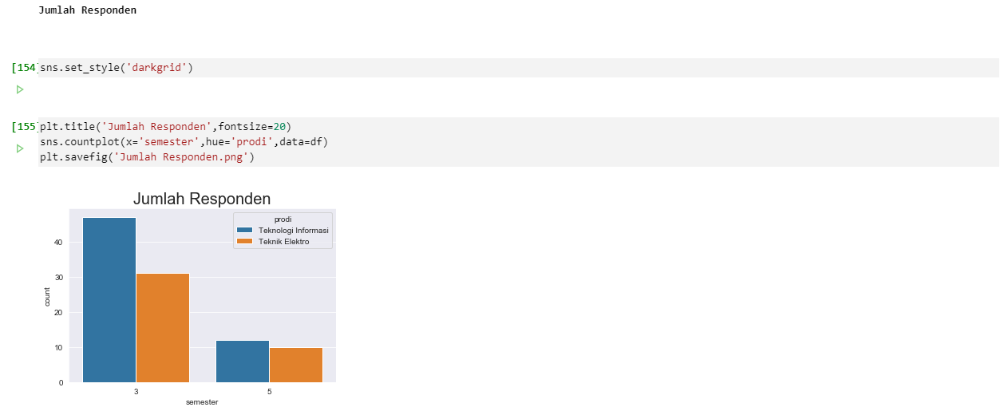 Jumlah Responden
[154] sns.set_style('darkgrid')
[155] plt.title('Jumlah Responden',fontsize=20)
sns.countplot(x='semester',hue='prodi',data=df)
plt.savefig('Jumlah Responden.png')
Jumlah Responden
prodi
Teknologi Informasi
Teknik Elektro
40
30
20
10
0
count
3 5
semester